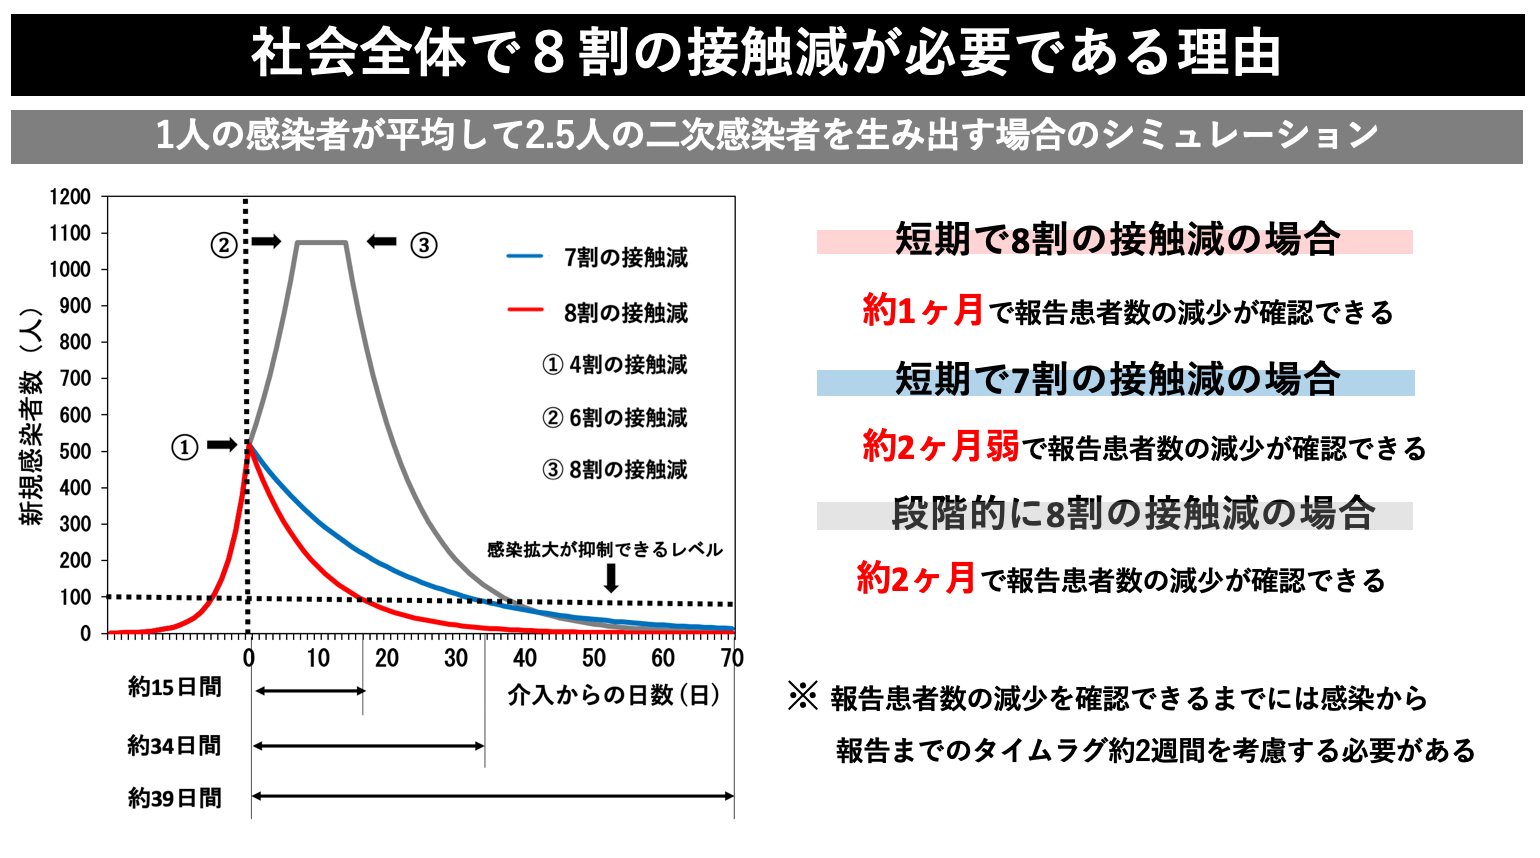 社会全体で８割の接触減が必要である理由
1人の感染者が平均して2.5人の二次感染者を生み出す場合のシミュレーション
新規感染者数（人）
1200
1100
1000
900
800
700
600
500
400
300
200
100
0
② ③
①
7割の接触減
8割の接触減
① 4割の接触減
② 6割の接触減
③ 8割の接触減
感染拡大が抑制できるレベル
0 10 20 30 40 50 60 70
介入からの日数（日）
約15日間
約34日間
約39日間
短期で8割の接触減の場合
約1ヶ月で報告患者数の減少が確認できる
短期で7割の接触減の場合
約2ヶ月弱で報告患者数の減少が確認できる
段階的に8割の接触減の場合
約2ヶ月で報告患者数の減少が確認できる
※ 報告患者数の減少を確認できるまでには感染から
報告までのタイムラグ約2週間を考慮する必要がある